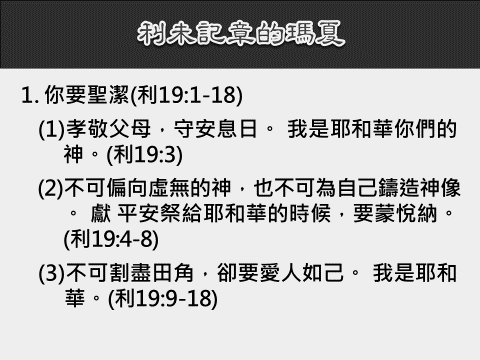 利未記章的瑪夏
1. 你要聖潔(利19:1-18)
(1)孝敬父母，守安息日。 我是耶和華你們的
神。(利19:3)
(2)不可偏向虛無的神，也不可為自己鑄造神像
。 獻 平安祭給耶和華的時候，要蒙悅納。
(利19:4-8)
(3)不可割盡田角，卻要愛人如己。 我是耶和
華。(利19:9-18)